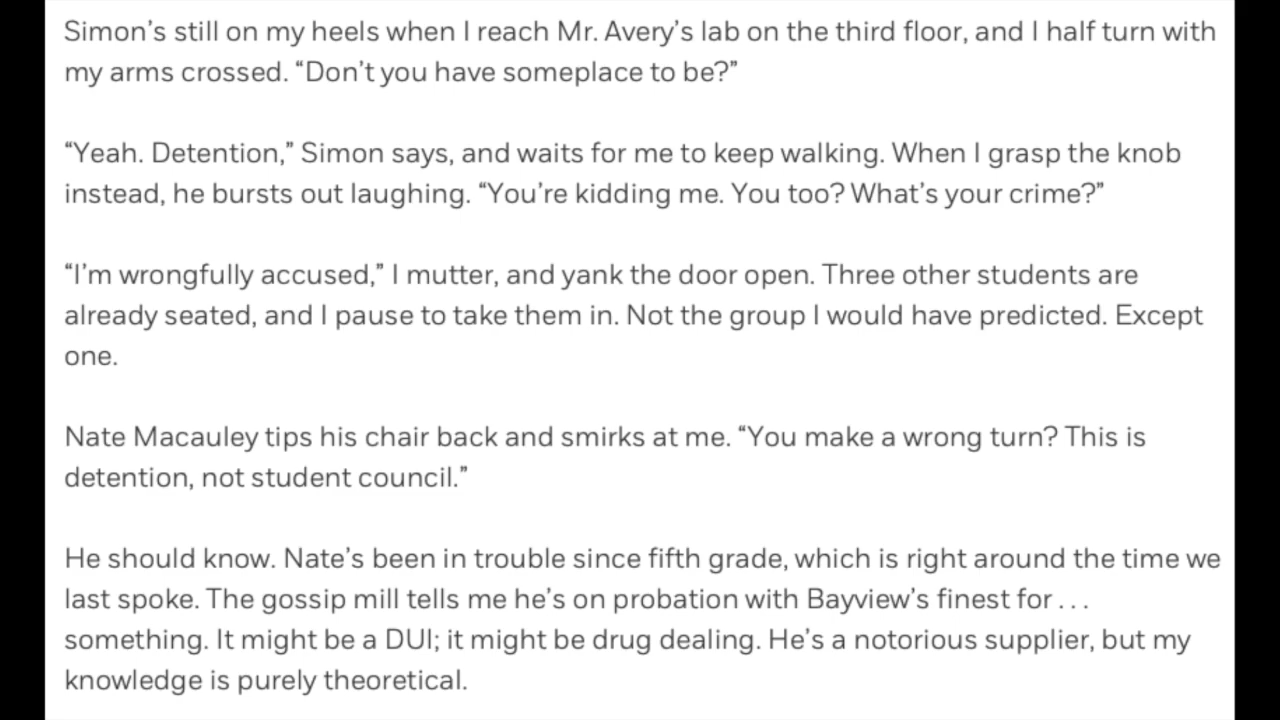 Simon’s still on my heels when I reach Mr. Avery’s lab on the third floor, and I half turn with
my arms crossed. “Don’t you have someplace to be?”
“Yeah. Detention,” Simon says, and waits for me to keep walking. When I grasp the knob
instead, he bursts out laughing. “You’re kidding me. You too? What’s your crime?”
“I’m wrongfully accused,” I mutter, and yank the door open. Three other students are
already seated, and I pause to take them in. Not the group I would have predicted. Except
one.
Nate Macauley tips his chair back and smirks at me. “You make a wrong turn? This is
detention, not student council.”
He should know. Nate’s been in trouble since fifth grade, which is right around the time we
last spoke. The gossip mill tells me he’s on probation with Bayview’s finest for . . .
something. It might be a DUI; it might be drug dealing. He’s a notorious supplier, but my
knowledge is purely theoretical.